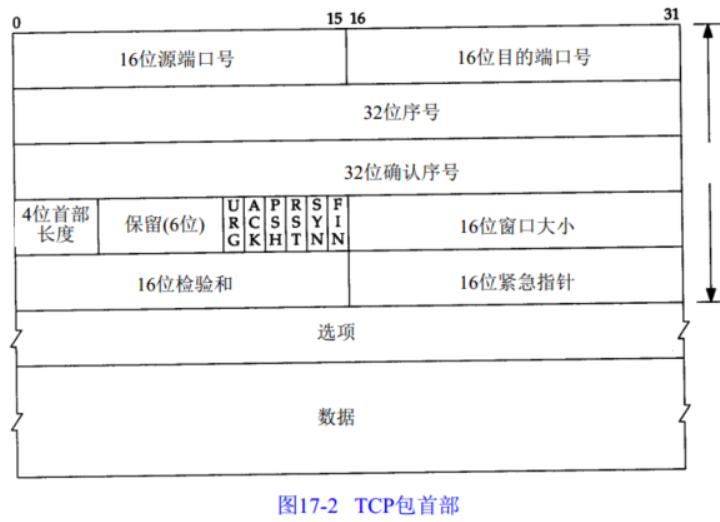 0 15 16 31
16位源端口号 16位目的端口号
32位序号
32位确认序号
4位首部长度 保留(6位) URG ACK PSH RST SYN FIN 16位窗口大小
16位检验和 16位紧急指针
选项
数据
图17-2 TCP包首部